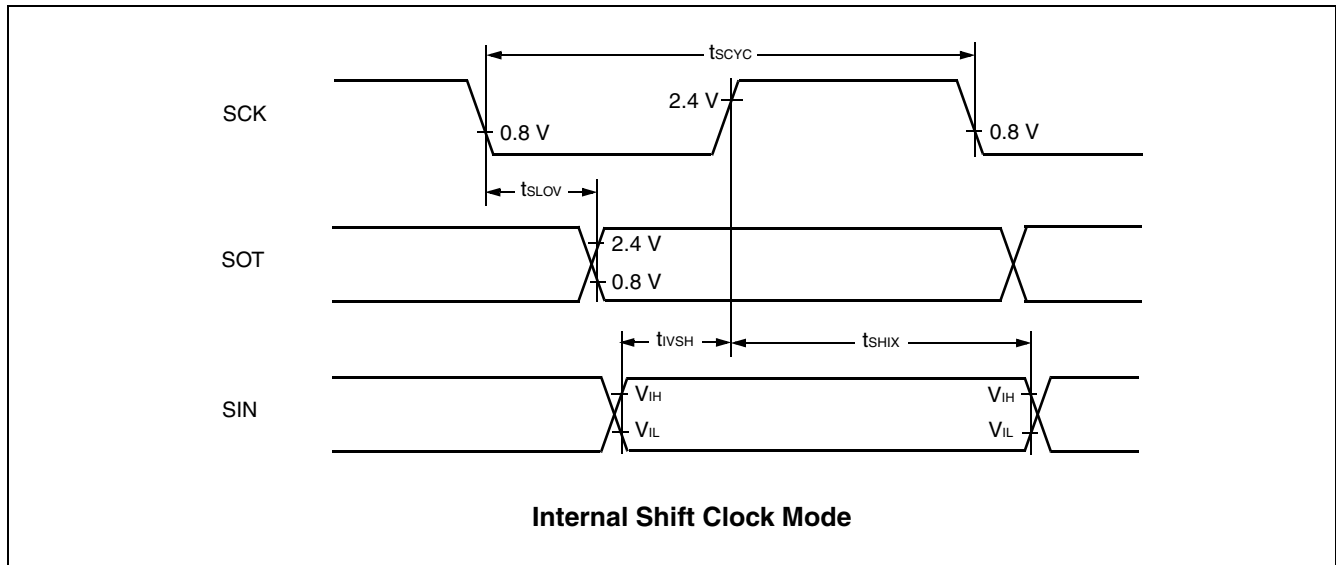 tSCYC
SCK
2.4 V
0.8 V
0.8 V
tSLOV
SOT
2.4 V
0.8 V
tIVSH
tSHIX
SIN
VIH
VIH
VIL
VIL
Internal Shift Clock Mode